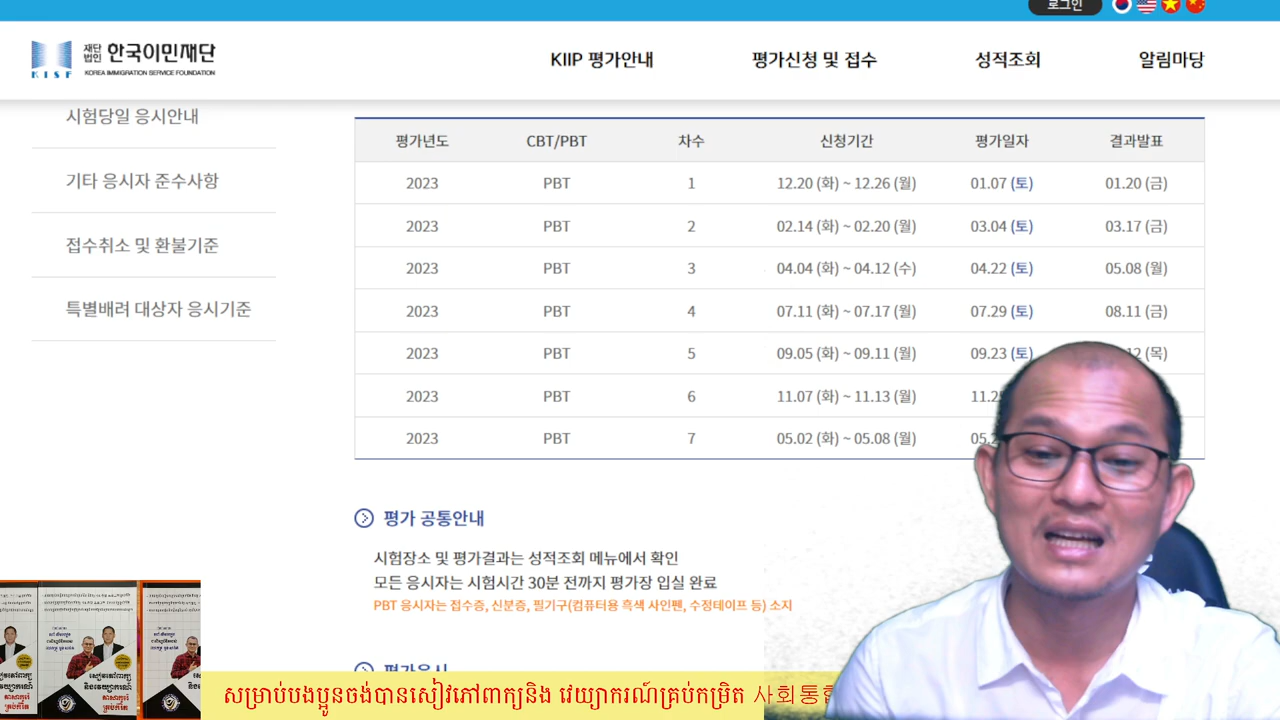 로그인
재단
법인 한국이민재단
KISF KOREA IMMIGRATION SERVICE FOUNDATION
KIIP 평가안내 평가신청 및 접수 성적조회 알림마당
시험당일 응시안내
기타 응시자 준수사항
접수취소 및 환불기준
특별배려 대상자 응시기준
평가년도 CBT/PBT 차수 신청기간 평가일자 결과발표
2023 PBT 1 12.20 (화) ~ 12.26 (월) 01.07 (토) 01.20 (금)
2023 PBT 2 02.14 (화) ~ 02.20 (월) 03.04 (토) 03.17 (금)
2023 PBT 3 04.04 (화) ~ 04.12 (수) 04.22 (토) 05.08 (월)
2023 PBT 4 07.11 (화) ~ 07.17 (월) 07.29 (토) 08.11 (금)
2023 PBT 5 09.05 (화) ~ 09.11 (월) 09.23 (토) 12 (목)
2023 PBT 6 11.07 (화) ~ 11.13 (월)
2023 PBT 7 05.02 (화) ~ 05.08 (월)
평가 공통안내
시험장소 및 평가결과는 성적조회 메뉴에서 확인
모든 응시자는 시험시간 30분 전까지 평가장 입실 완료
PBT 응시자는 접수증, 신분증, 필기구(컴퓨터용 흑색 사인펜, 수정테이프 등) 소지
평가응시
សម្រាប់បងប្អូនចង់បានសៀវភៅពាក្យនិង វេយ្យាករណ៍គ្រប់កម្រិត 사회통